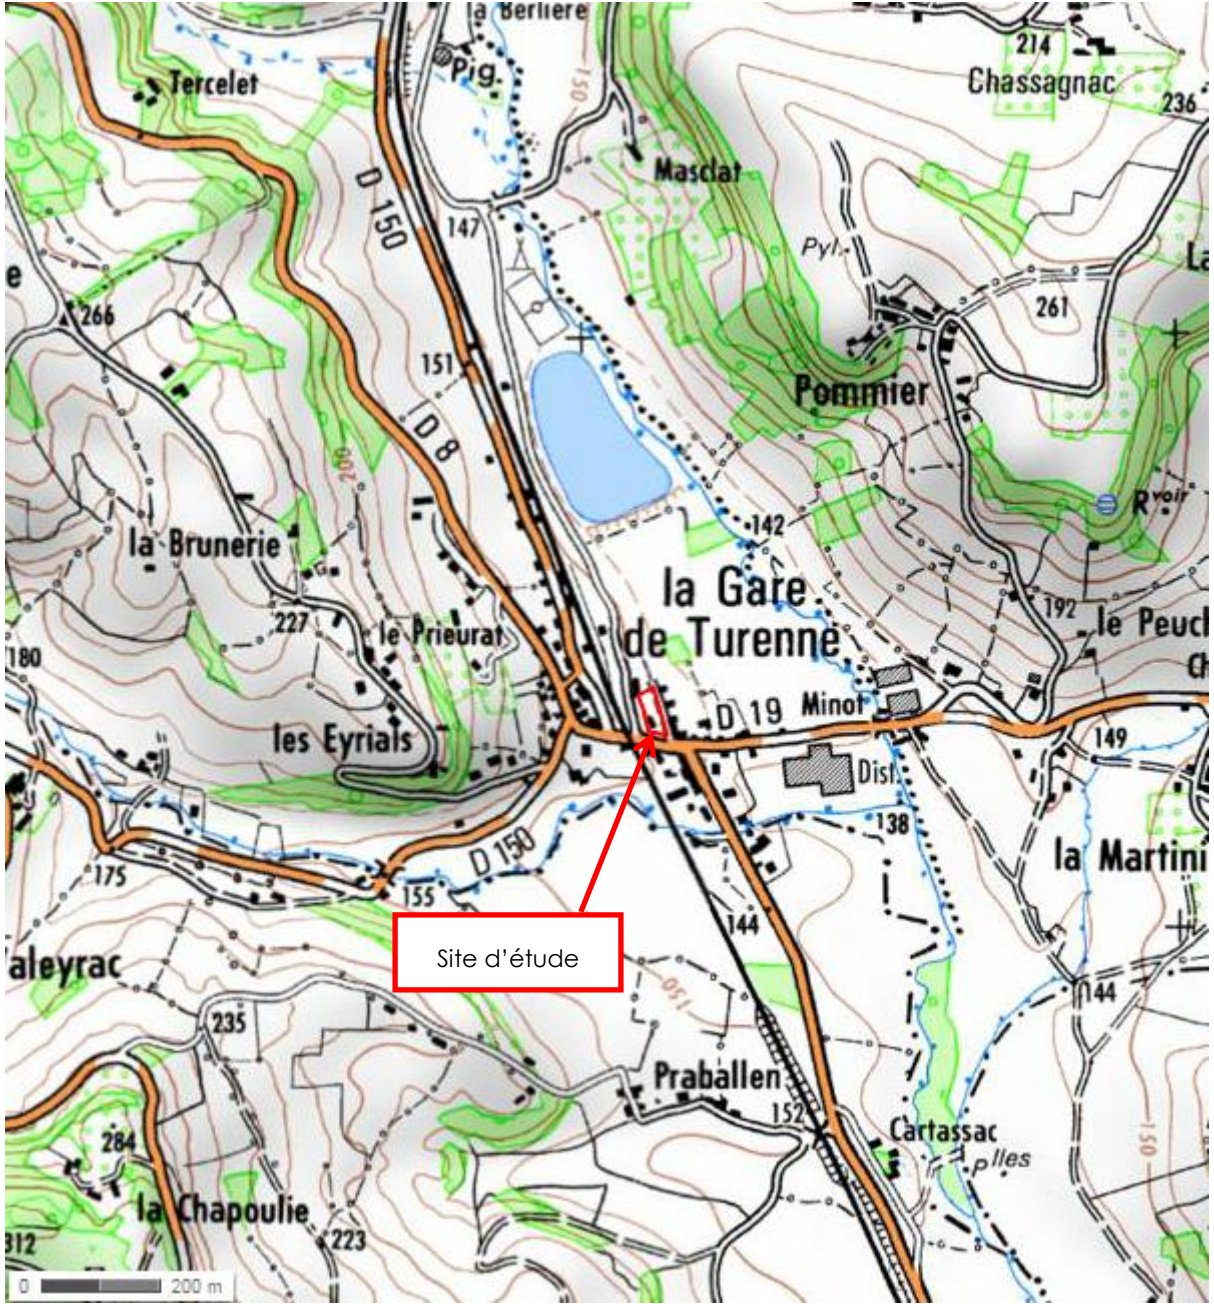 la Berlière
214
Pig.
Tercelet
Chassagnac
150
236
Masclat
D 150
147
Pyl.
La
e
266
261
151
Pommier
D 8
200
R voir
142
la Brunerie
la Gare
de Turenne
192
227
le Prieurat
le Peuch
180
Ch
D 19
Minot
les Eyrials
149
Dist.
138
D 150
la Martini
175
155
144
Site d'étude
aleyrac
150
144
235
Praballen
152
Cartassac
P lles
150
284
la Chapoulie
312
223
0 200 m